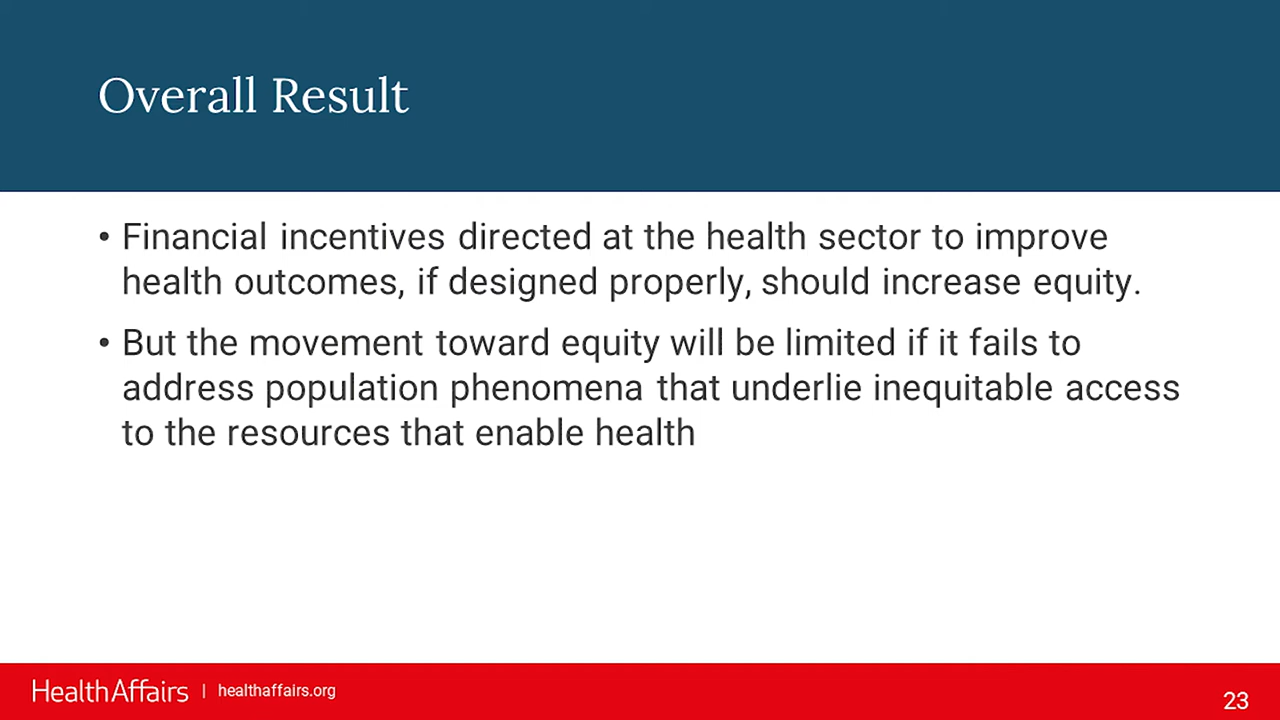 Overall Result
• Financial incentives directed at the health sector to improve
health outcomes, if designed properly, should increase equity.
• But the movement toward equity will be limited if it fails to
address population phenomena that underlie inequitable access
to the resources that enable health
HealthAffairs | healthaffairs.org
23